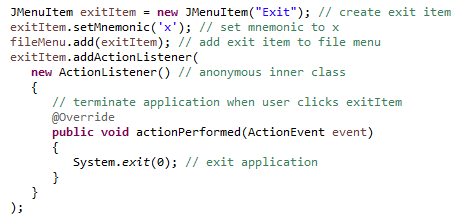 JMenuItem exitItem = new JMenuItem("Exit"); // create exit item
exitItem.setMnemonic('x'); // set mnemonic to x
fileMenu.add(exitItem); // add exit item to file menu
exitItem.addActionListener(
   new ActionListener() // anonymous inner class
   {
      // terminate application when user clicks exitItem
      @Override
      public void actionPerformed(ActionEvent event)
      {
         System.exit(0); // exit application
      }
   }
);